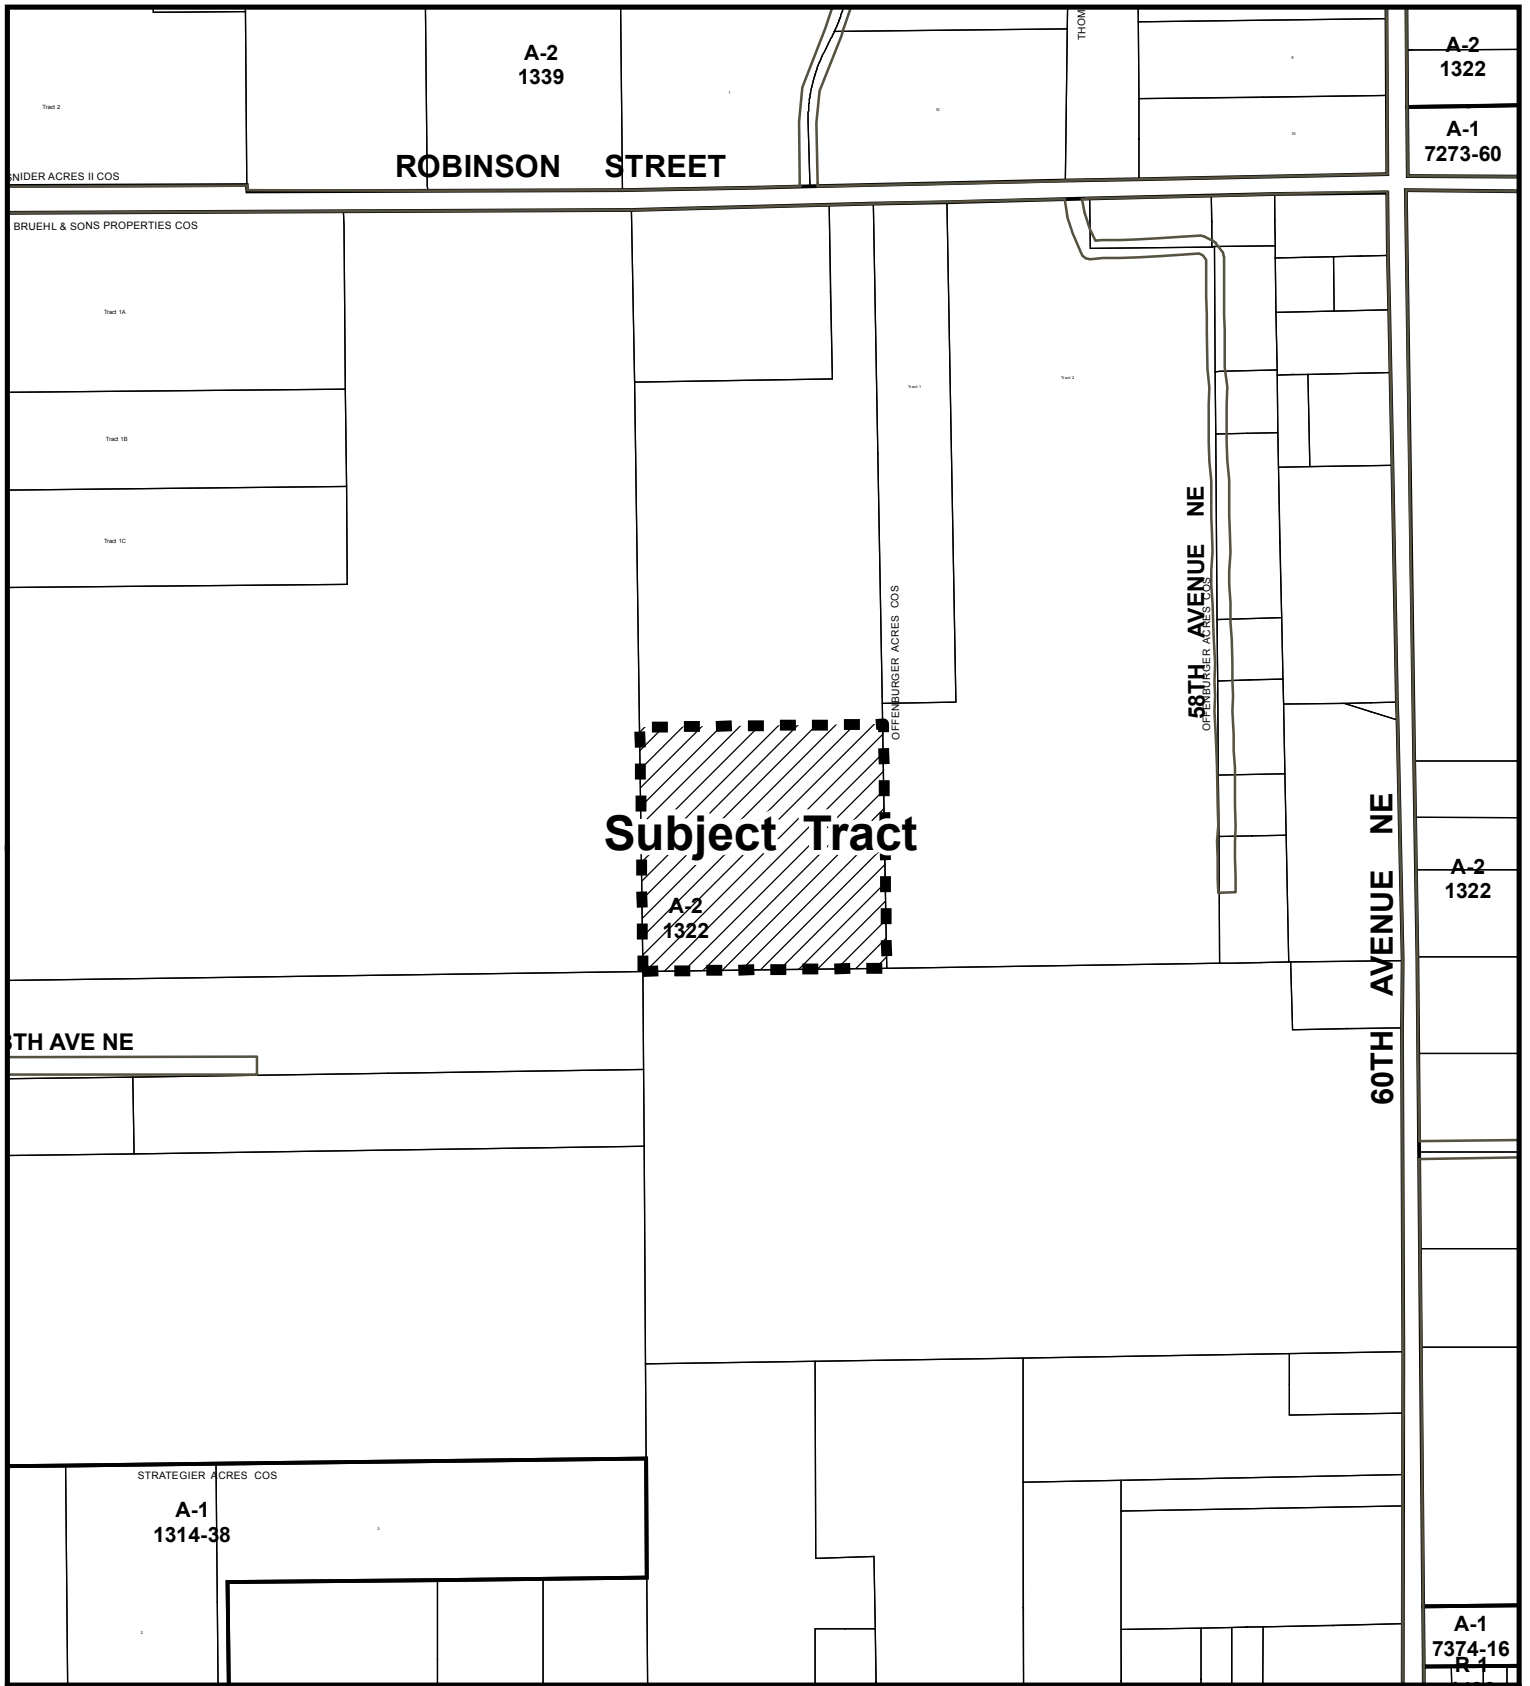 THOM
A-2
1339
A-2
1322
Tract 2
A-1
7273-60
ROBINSON STREET
SNIDER ACRES II COS
BRUEHL & SONS PROPERTIES COS
Tract 1A
Tract 1
Tract 2
Tract 1B
Tract 1C
58TH AVENUE NE
OFFENBURGER ACRES COS
OFFENBURGER ACRES COS
Subject Tract
A-2
1322
60TH AVENUE NE
A-2
1322
TH AVE NE
STRATEGIER ACRES COS
A-1
1314-38
3
2
A-1
7374-16
R-1